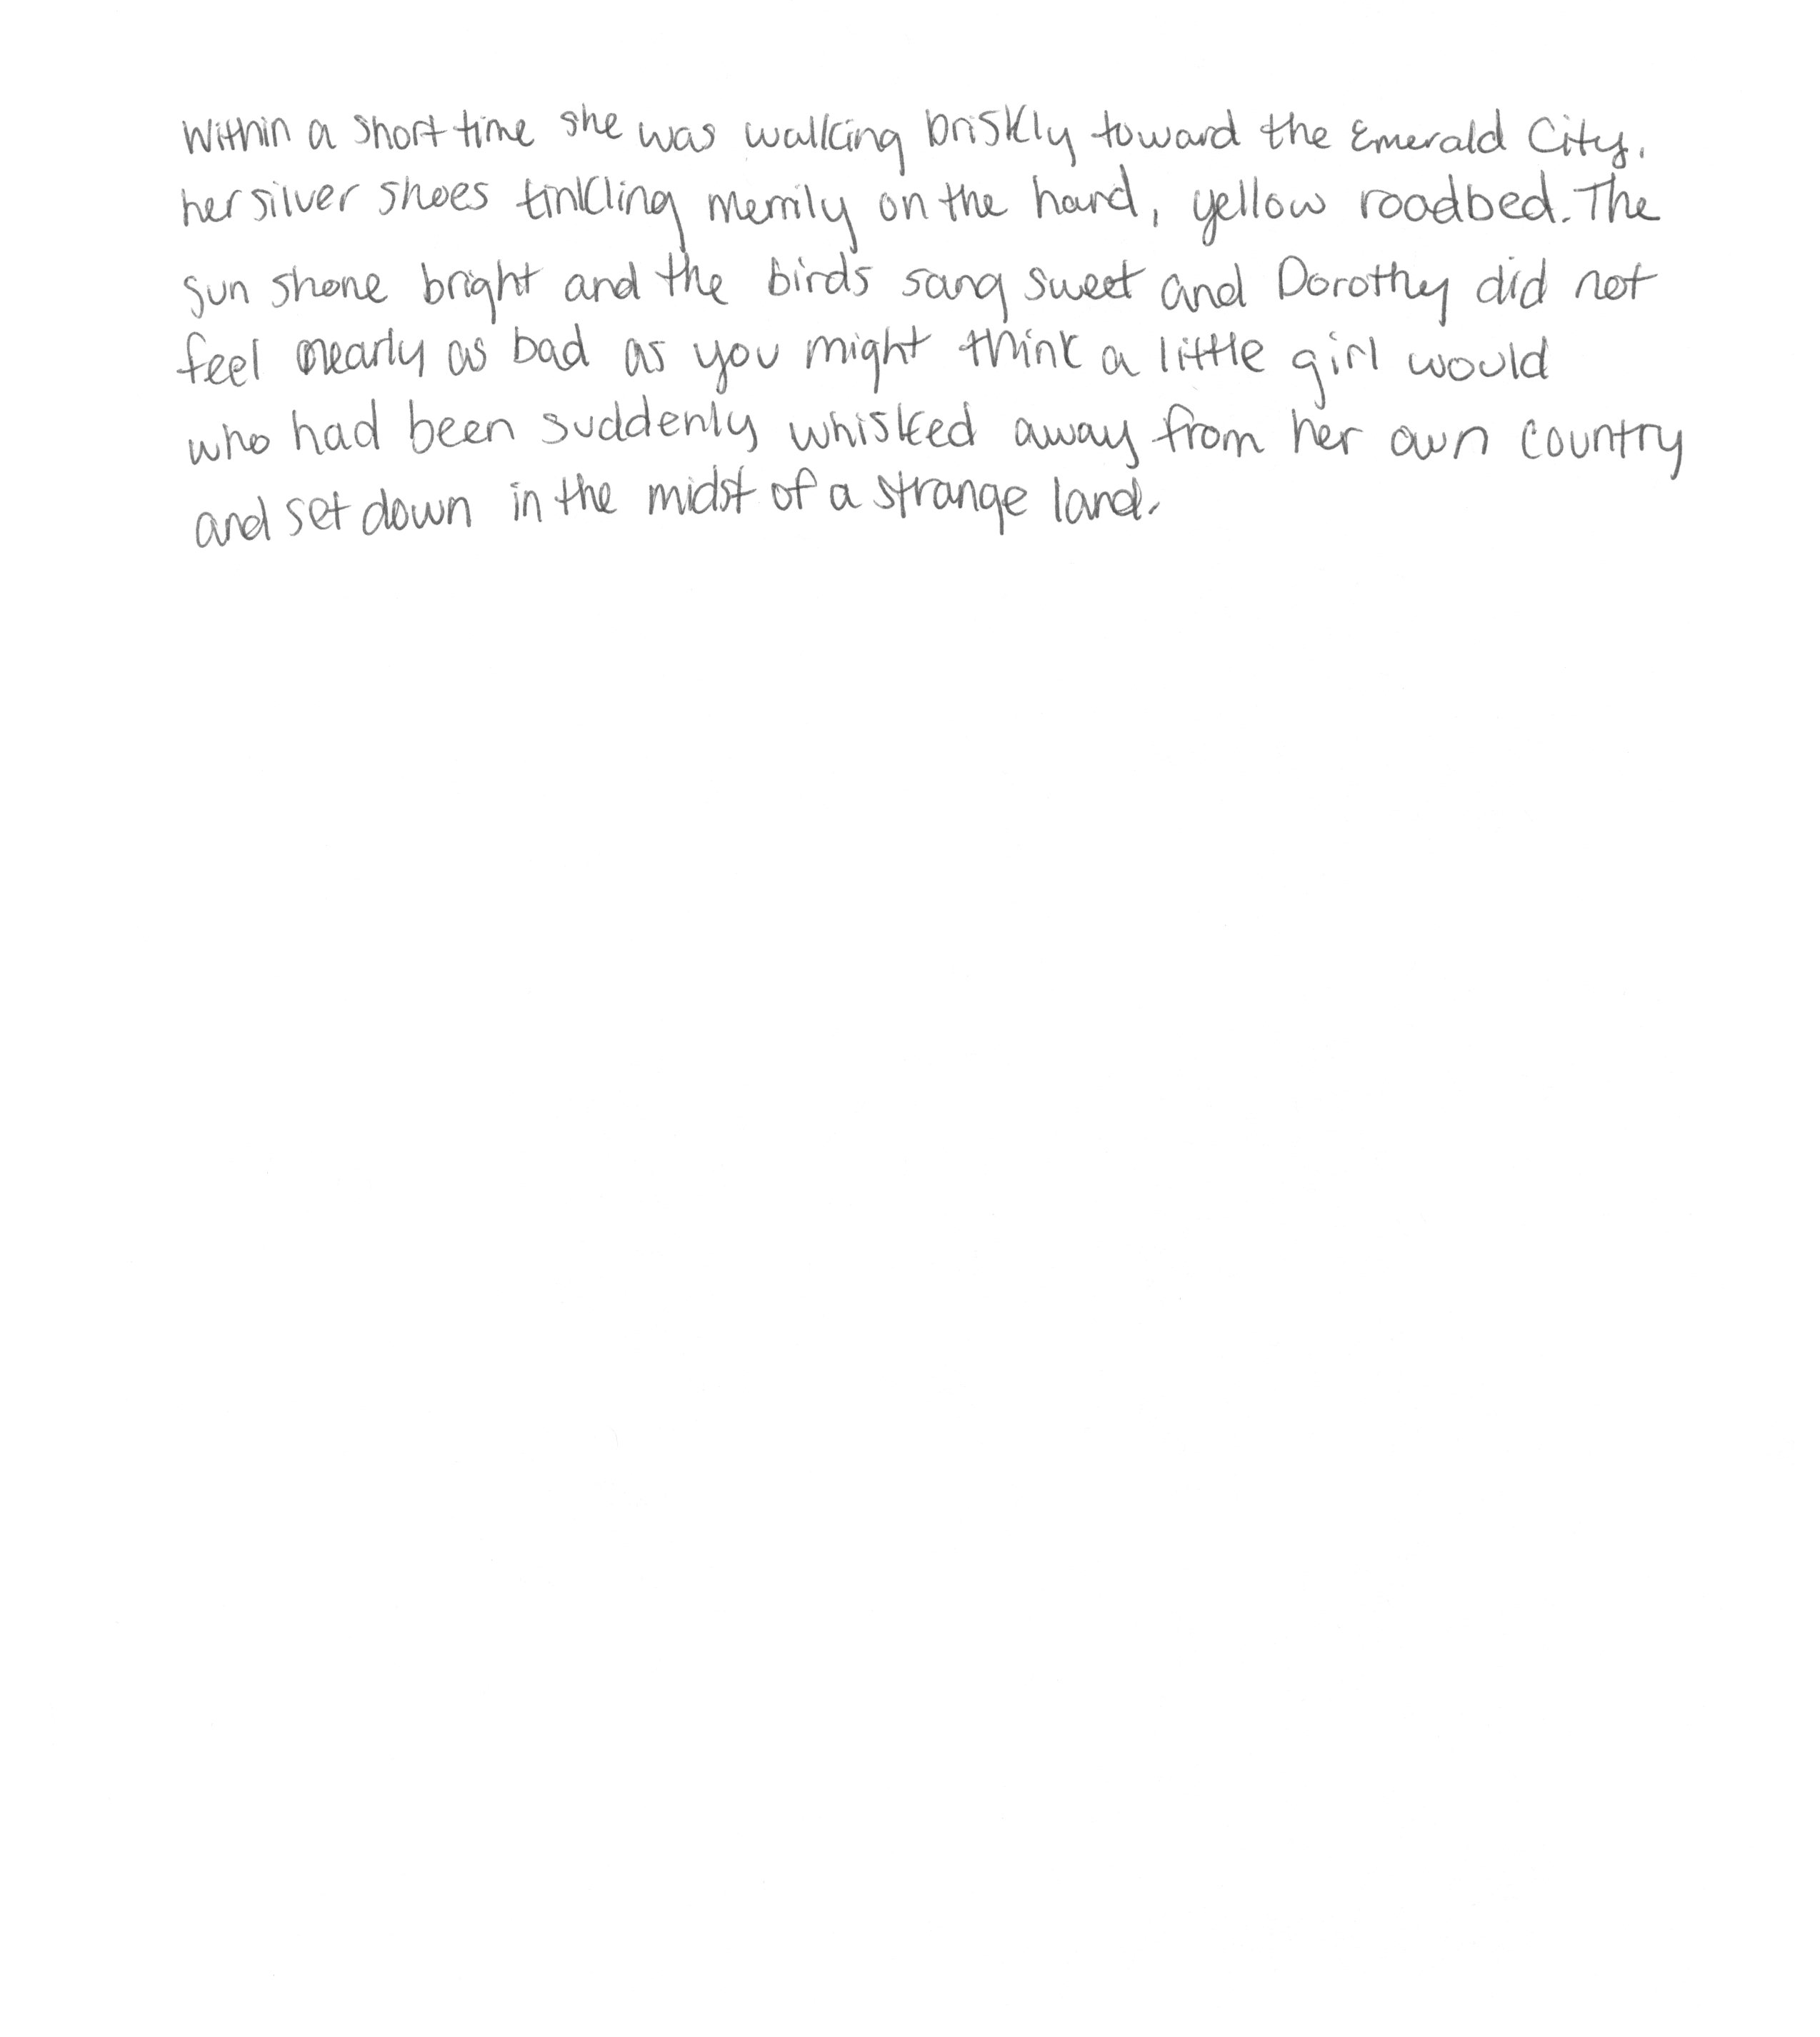 Within a short time she was walking briskly toward the Emerald City,
her silver shoes tinkling merrily on the hard, yellow roadbed. The
sun shone bright and the birds sang sweet and Dorothy did not
feel nearly as bad as you might think a little girl would
who had been suddenly whisked away from her own country
and set down in the midst of a strange land.